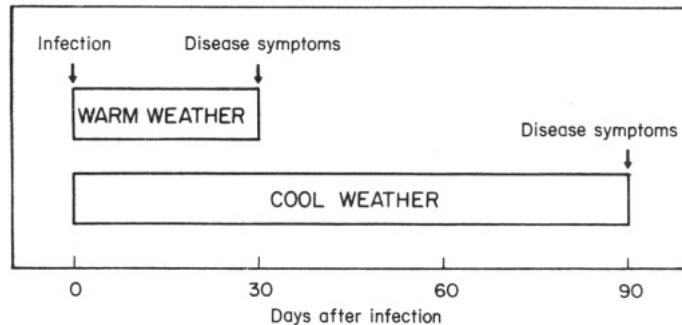 Infection Disease symptoms
WARM WEATHER
Disease symptoms
COOL WEATHER
0 30 60 90
Days after infection